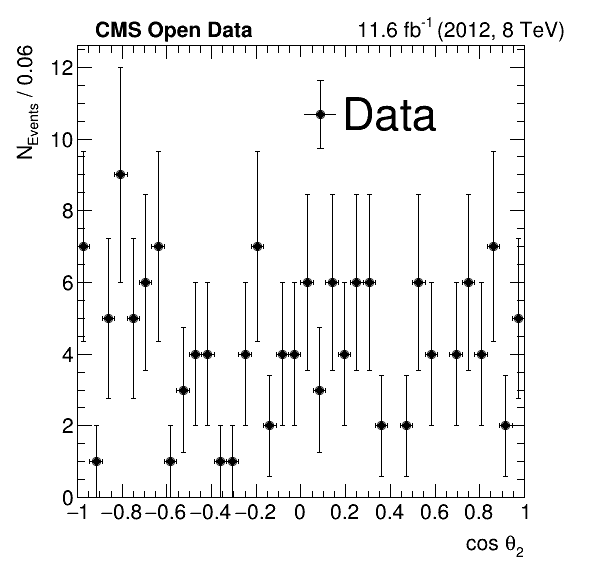 CMS Open Data 11.6 fb⁻¹ (2012, 8 TeV)
N_Events / 0.06
Data
12
10
8
6
4
2
0
−1 −0.8 −0.6 −0.4 −0.2 0 0.2 0.4 0.6 0.8 1
cos θ₂